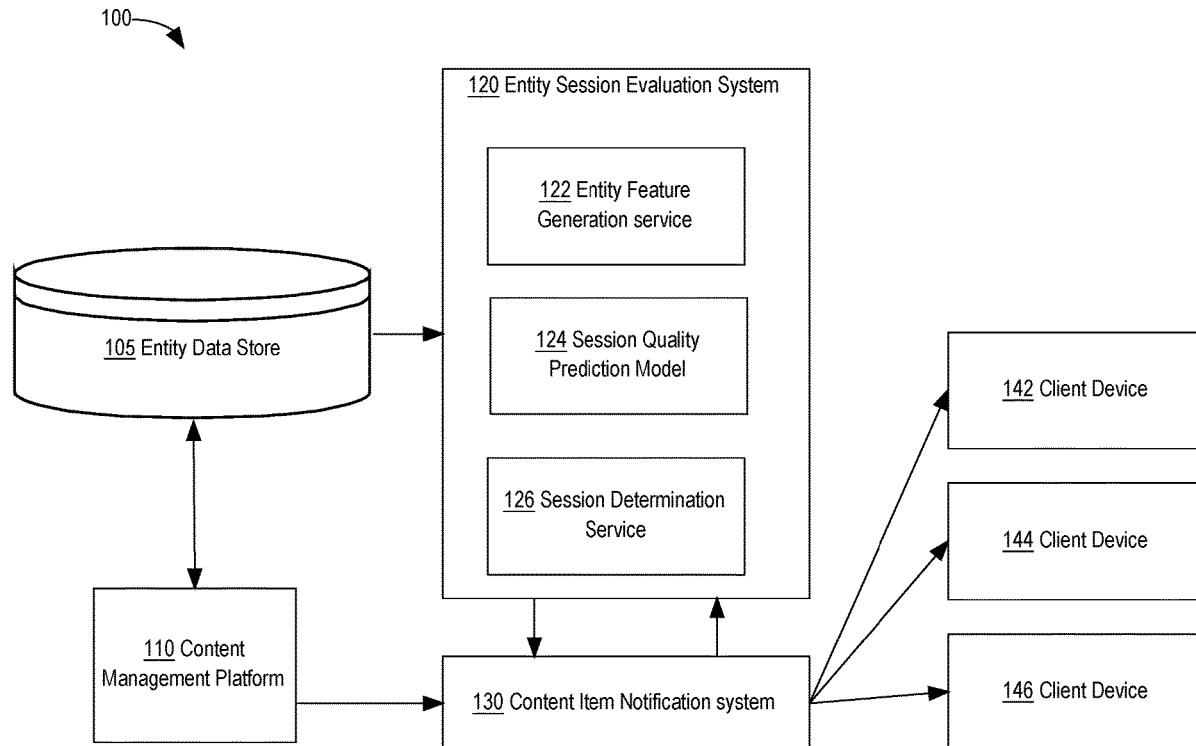 100
120 Entity Session Evaluation System
122 Entity Feature
Generation service
124 Session Quality
Prediction Model
126 Session Determination
Service
105 Entity Data Store
110 Content
Management Platform
130 Content Item Notification system
142 Client Device
144 Client Device
146 Client Device